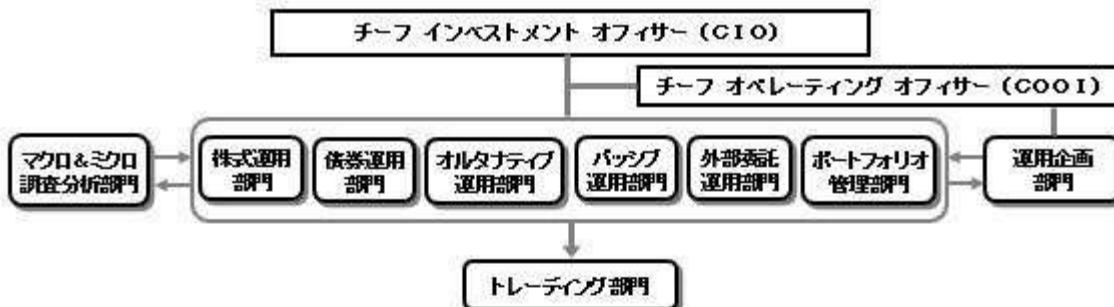 チーフ インベストメント オフィサー (CIO)
チーフ オペレーティング オフィサー (COOI)
マクロ&ミクロ
調査分析部門
株式運用
部門
債券運用
部門
オルタナティブ
運用部門
パッシブ
運用部門
外部委託
運用部門
ポートフォリオ
管理部門
運用企画
部門
トレーディング部門